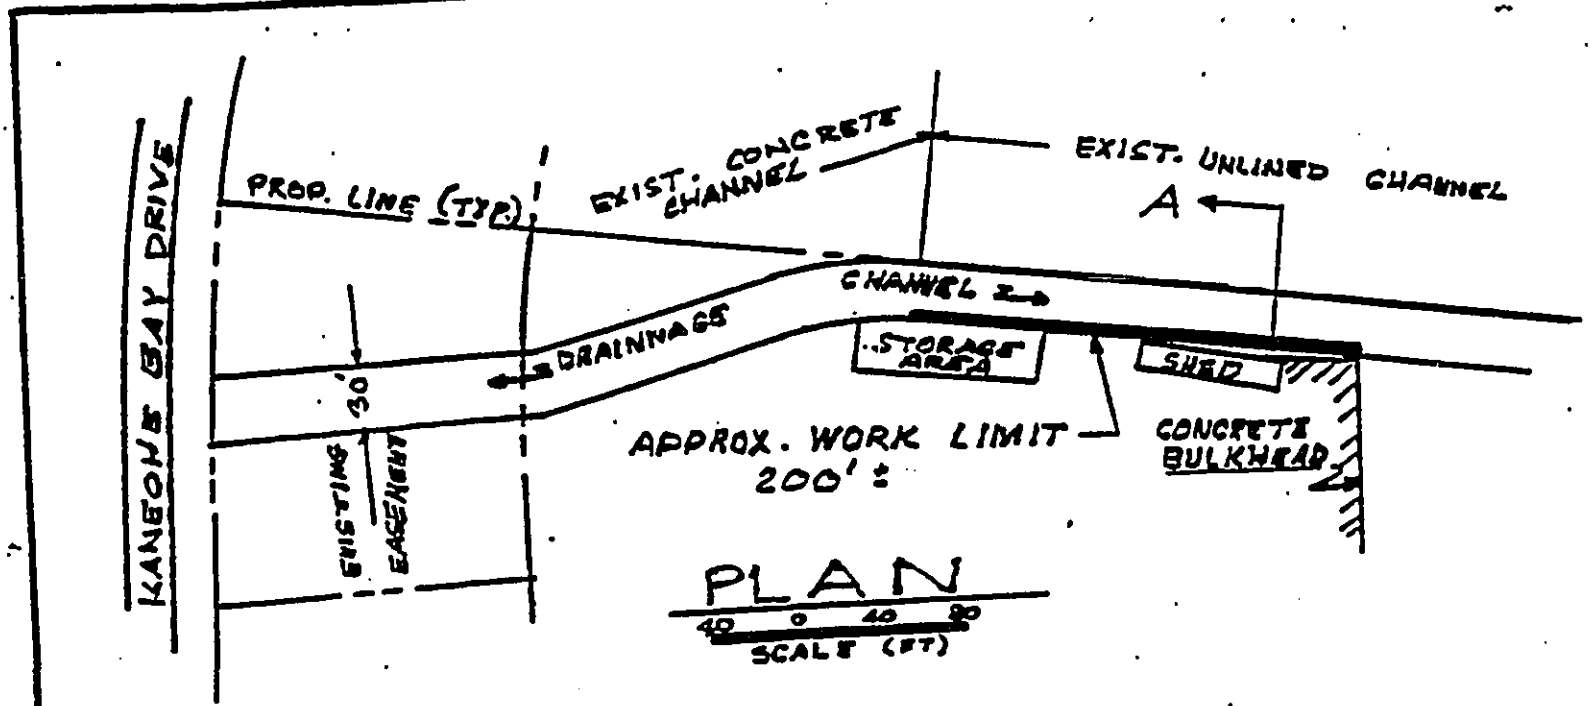 KANEOHE BAY DRIVE
PROP. LINE (TYP.)
EXIST. CONCRETE
CHANNEL
EXIST. UNLINED CHANNEL
A
CHANNEL
DRAINNAGE
STORAGE
AREA
SHED
30'
EXISTING
EASEMENT
APPROX. WORK LIMIT
200' ±
CONCRETE
BULKHEAD
PLAN
40 0 40 80
SCALE (FT)